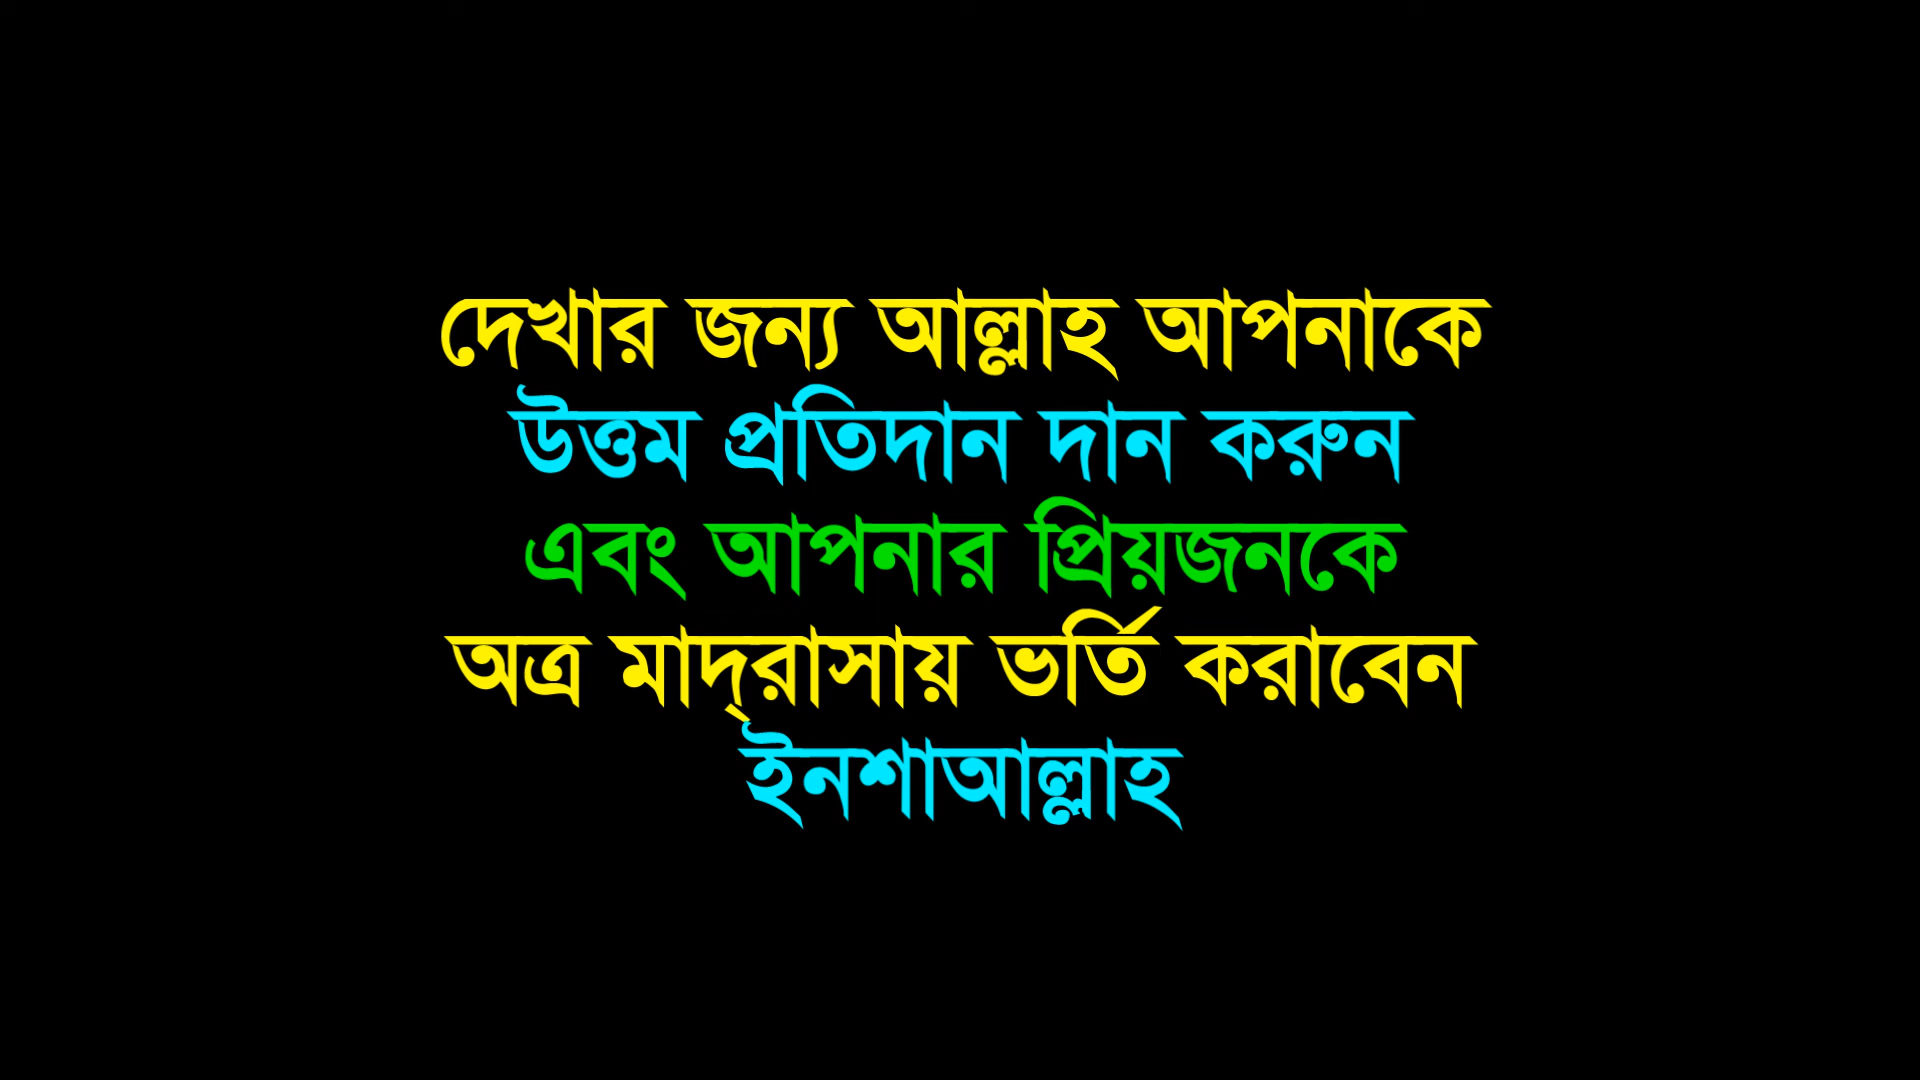 দেখার জন্য আল্লাহ আপনাকে
উত্তম প্রতিদান দান করুন
এবং আপনার প্রিয়জনকে
অত্র মাদ্‌রাসায় ভর্তি করাবেন
ইনশাআল্লাহ